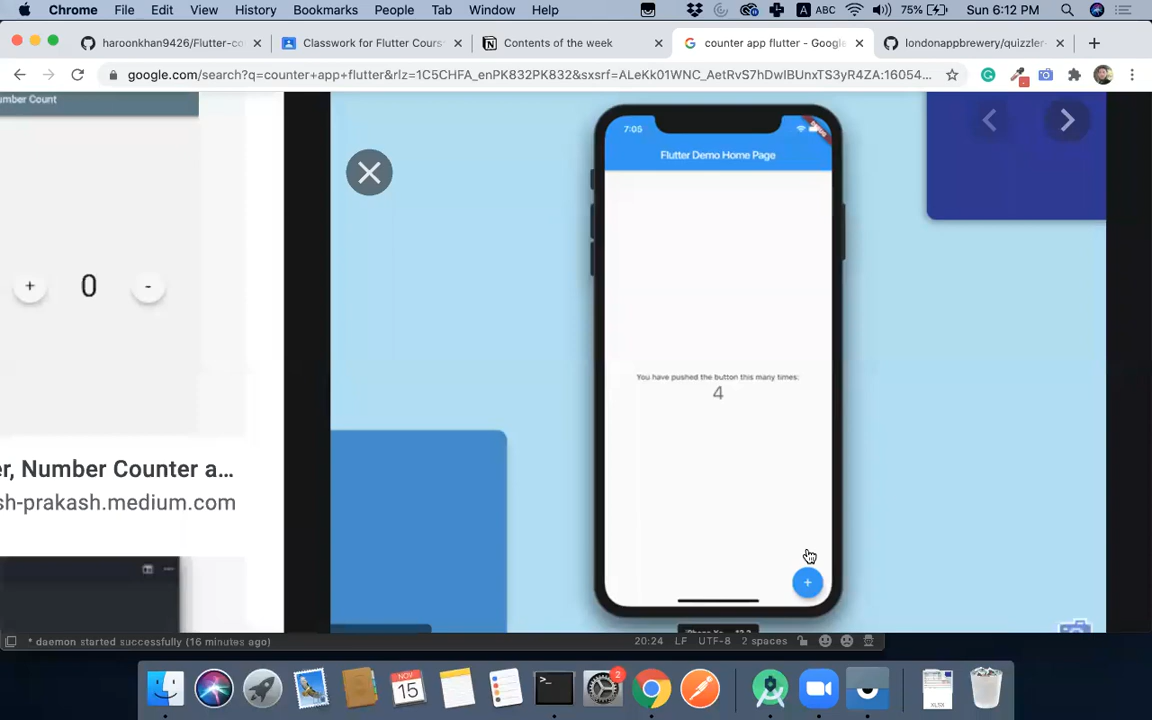 Chrome File Edit View History Bookmarks People Tab Window Help A ABC 75% Sun 6:12 PM
haroonkhan9426/Flutter-co
Classwork for Flutter Cours
Contents of the week
counter app flutter - Google
londonappbrewery/quizzler-
google.com/search?q=counter+app+flutter&rlz=1C5CHFA_enPK832PK832&sxsrf=ALeKk01WNC_AetRvS7hDwIBUnxTS3yR4ZA:16054...
umber Count
+ 0 -
er, Number Counter a...
sh-prakash.medium.com
7:05
Flutter Demo Home Page
You have pushed the button this many times:
4
+
* daemon started successfully (16 minutes ago)
20:24 LF UTF-8 2 spaces
NOV
15
2
XLSX